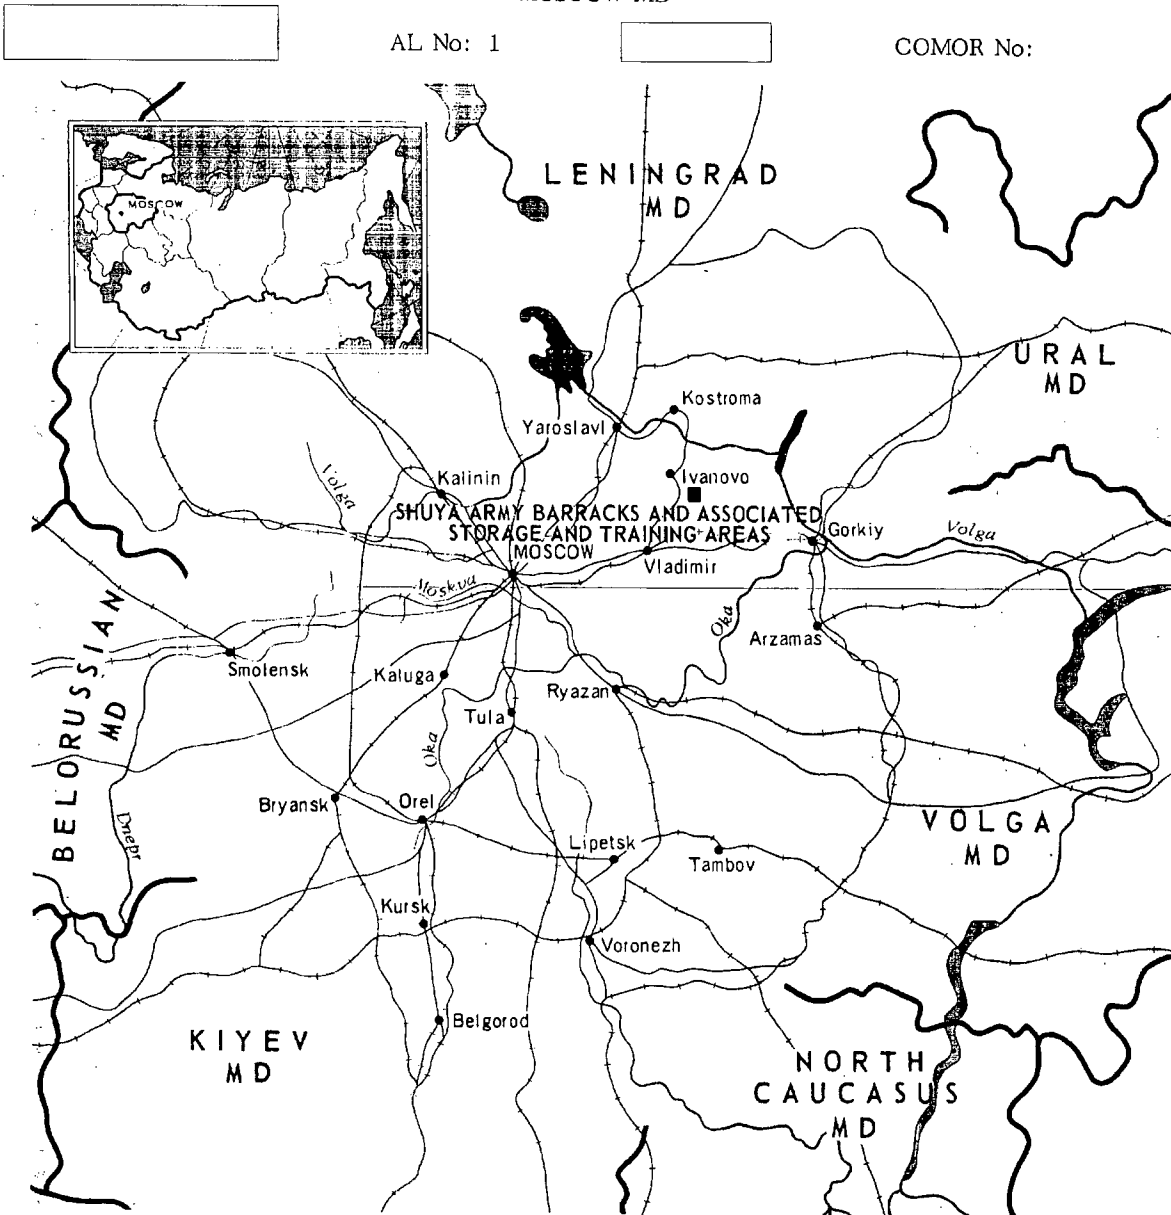 MOSCOW MD
AL No: 1
COMOR No:
MOSCOW
LENINGRAD
MD
URAL
MD
Kostroma
Yaroslavl
Ivanovo
Kalinin
Volga
SHUYA ARMY BARRACKS AND ASSOCIATED
STORAGE AND TRAINING AREAS
MOSCOW
Gorkiy
Volga
Vladimir
Moskva
Oka
Arzamas
Smolensk
Kaluga
Ryazan
BELORUSSIAN
MD
Tula
Oka
Bryansk
Orel
Dnepr
VOLGA
MD
Lipetsk
Tambov
Kursk
Voronezh
Belgorod
KIYEV
MD
NORTH
CAUCASUS
MD